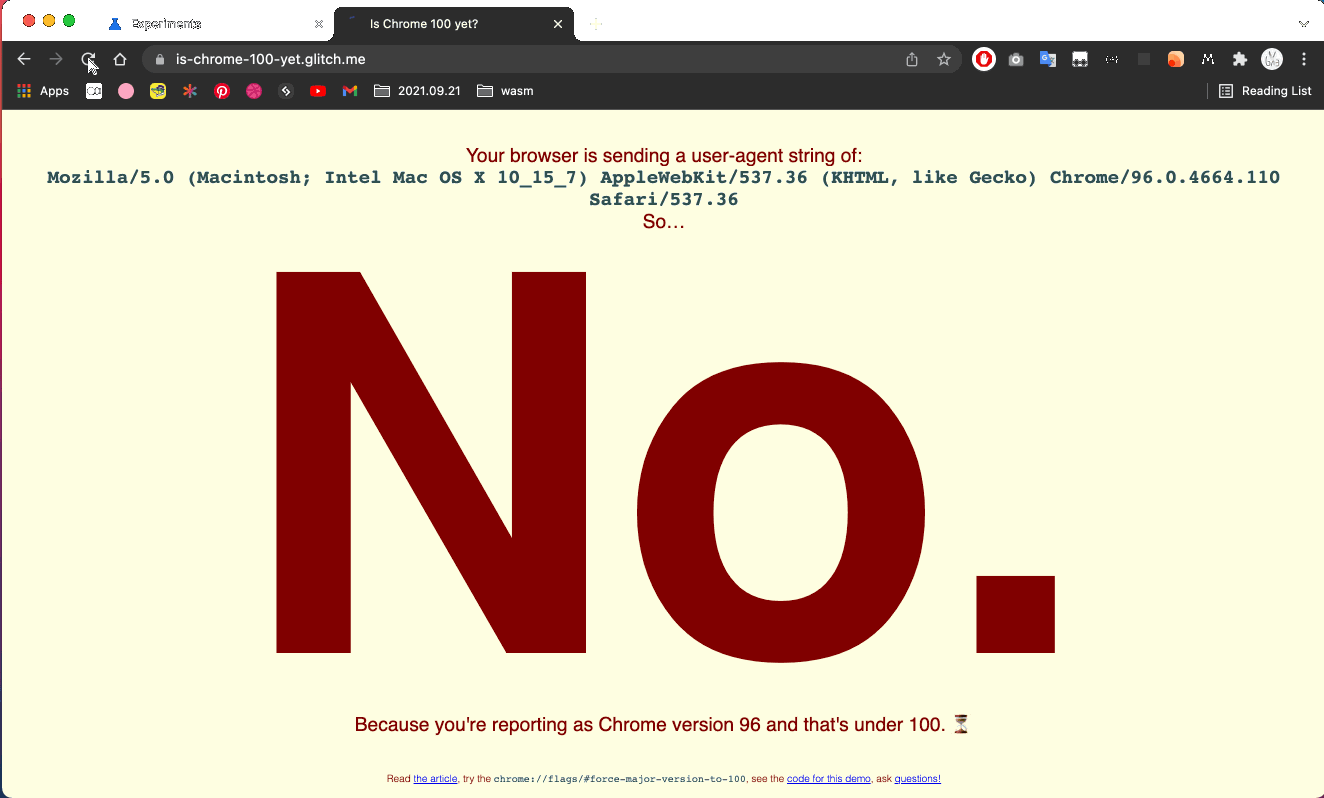 Experiments
Is Chrome 100 yet?
is-chrome-100-yet.glitch.me
Apps
2021.09.21
wasm
Reading List
Your browser is sending a user-agent string of:
Mozilla/5.0 (Macintosh; Intel Mac OS X 10_15_7) AppleWebKit/537.36 (KHTML, like Gecko) Chrome/96.0.4664.110
Safari/537.36
So…
No.
Because you're reporting as Chrome version 96 and that's under 100. ⏳
Read the article, try the chrome://flags/#force-major-version-to-100, see the code for this demo, ask questions!